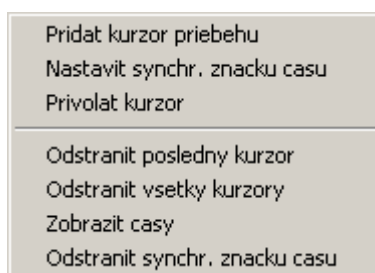 Pridat kurzor priebehu
Nastavit synchr. znacku casu
Privolat kurzor
Odstranit posledny kurzor
Odstranit vsetky kurzory
Zobrazit casy
Odstranit synchr. znacku casu